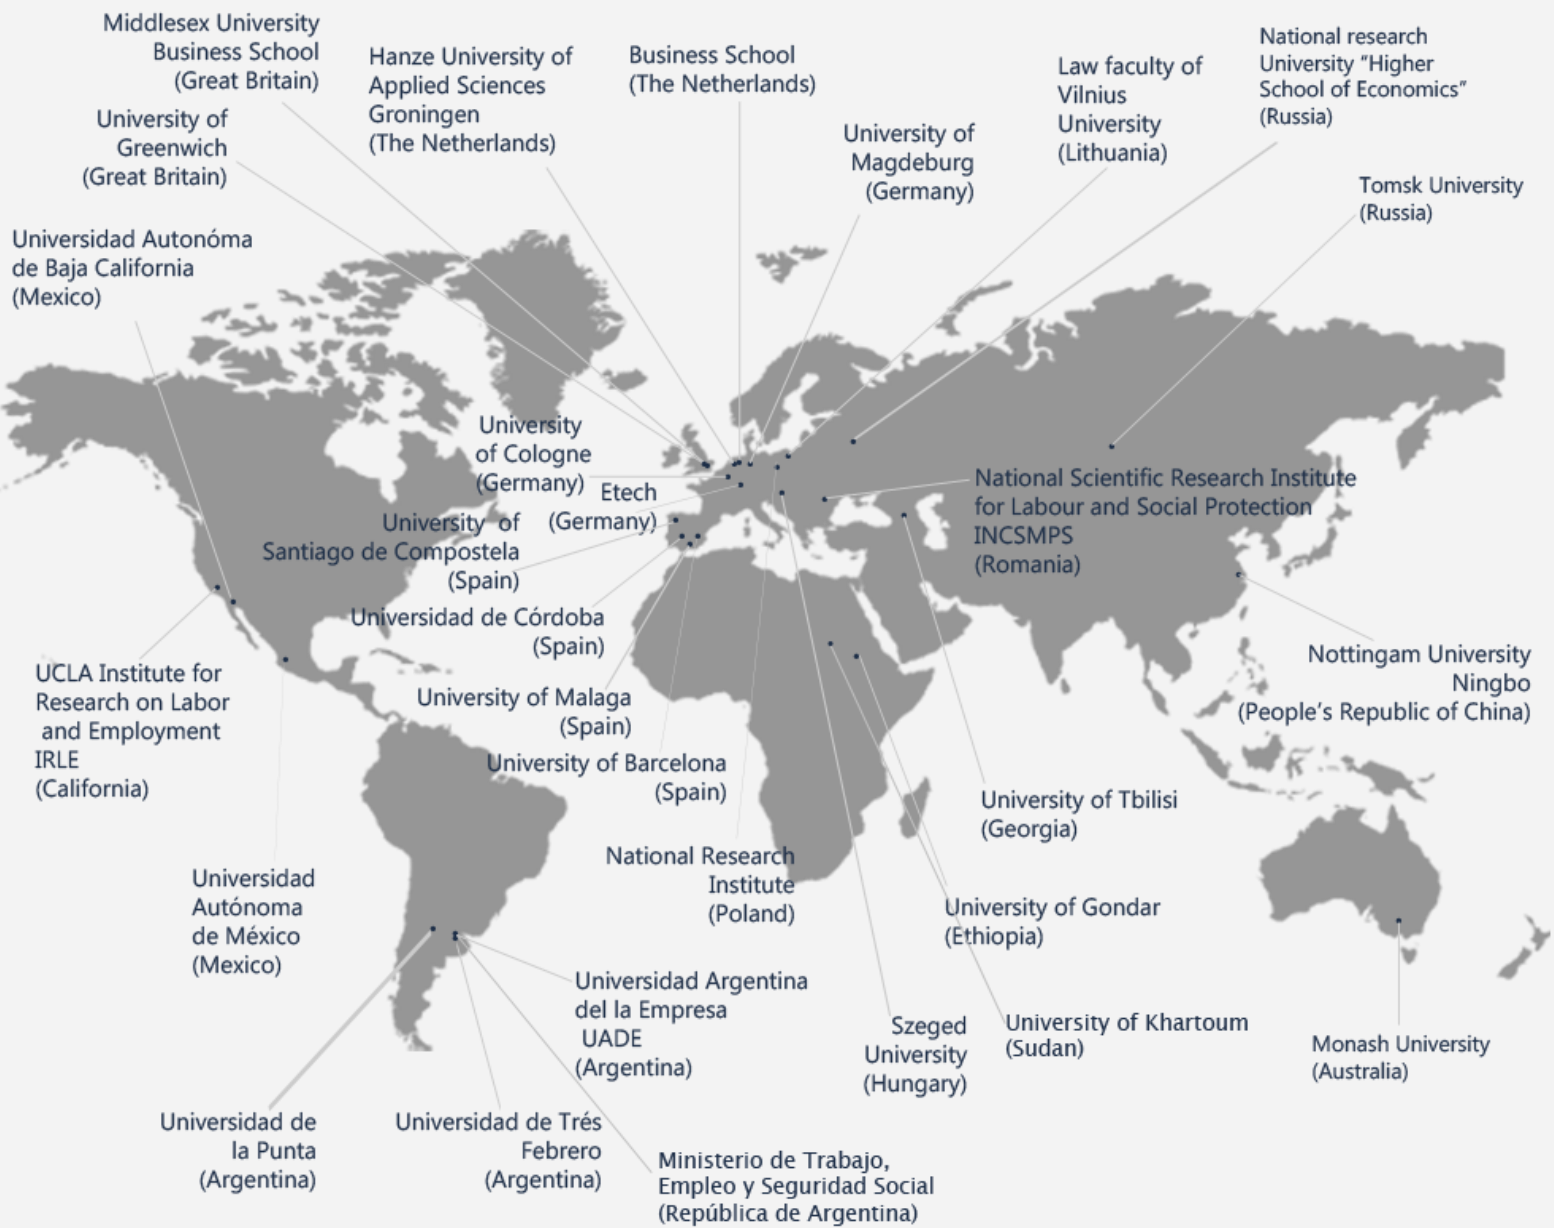 Middlesex University
Business School
(Great Britain)
Hanze University of
Applied Sciences
Groningen
(The Netherlands)
Business School
(The Netherlands)
University of
Magdeburg
(Germany)
Law faculty of
Vilnius
University
(Lithuania)
National research
University “Higher
School of Economics”
(Russia)
University of
Greenwich
(Great Britain)
Tomsk University
(Russia)
Universidad Autonóma
de Baja California
(Mexico)
University
of Cologne
(Germany)
Etech
(Germany)
University of
Santiago de Compostela
(Spain)
National Scientific Research Institute
for Labour and Social Protection
INCSMPS
(Romania)
Universidad de Córdoba
(Spain)
UCLA Institute for
Research on Labor
and Employment
IRLE
(California)
University of Malaga
(Spain)
Nottingam University
Ningbo
(People’s Republic of China)
University of Barcelona
(Spain)
University of Tbilisi
(Georgia)
National Research
Institute
(Poland)
Universidad
Autónoma
de México
(Mexico)
University of Gondar
(Ethiopia)
Universidad Argentina
del la Empresa
UADE
(Argentina)
Szeged
University
(Hungary)
University of Khartoum
(Sudan)
Monash University
(Australia)
Universidad de
la Punta
(Argentina)
Universidad de Trés
Febrero
(Argentina)
Ministerio de Trabajo,
Empleo y Seguridad Social
(República de Argentina)